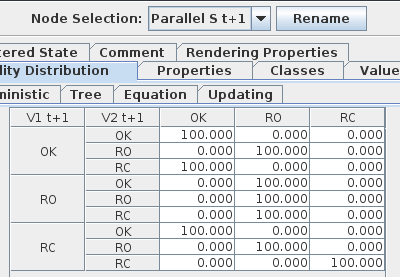 Node Selection: Parallel S t+1 Rename
tered State Comment Rendering Properties
lity Distribution Properties Classes Value
ministic Tree Equation Updating
V1 t+1 V2 t+1 OK RO RC
OK OK 100.000 0.000 0.000
RO 0.000 100.000 0.000
RC 100.000 0.000 0.000
RO OK 0.000 100.000 0.000
RO 0.000 100.000 0.000
RC 0.000 100.000 0.000
RC OK 100.000 0.000 0.000
RO 0.000 100.000 0.000
RC 0.000 0.000 100.000